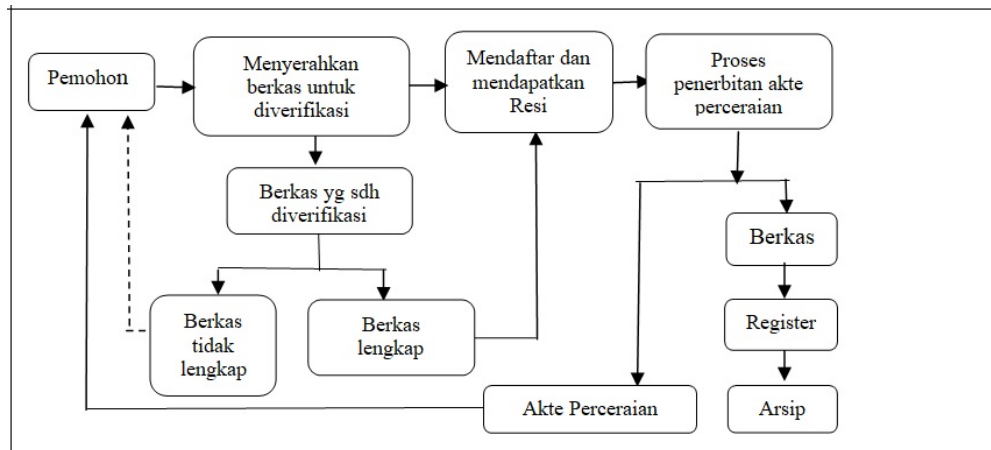 Pemohon
Menyerahkan
berkas untuk
diverifikasi
Mendaftar dan
mendapatkan
Resi
Proses
penerbitan akte
perceraian
Berkas yg sdh
diverifikasi
Berkas
tidak
lengkap
Berkas
lengkap
Berkas
Register
Akte Perceraian
Arsip